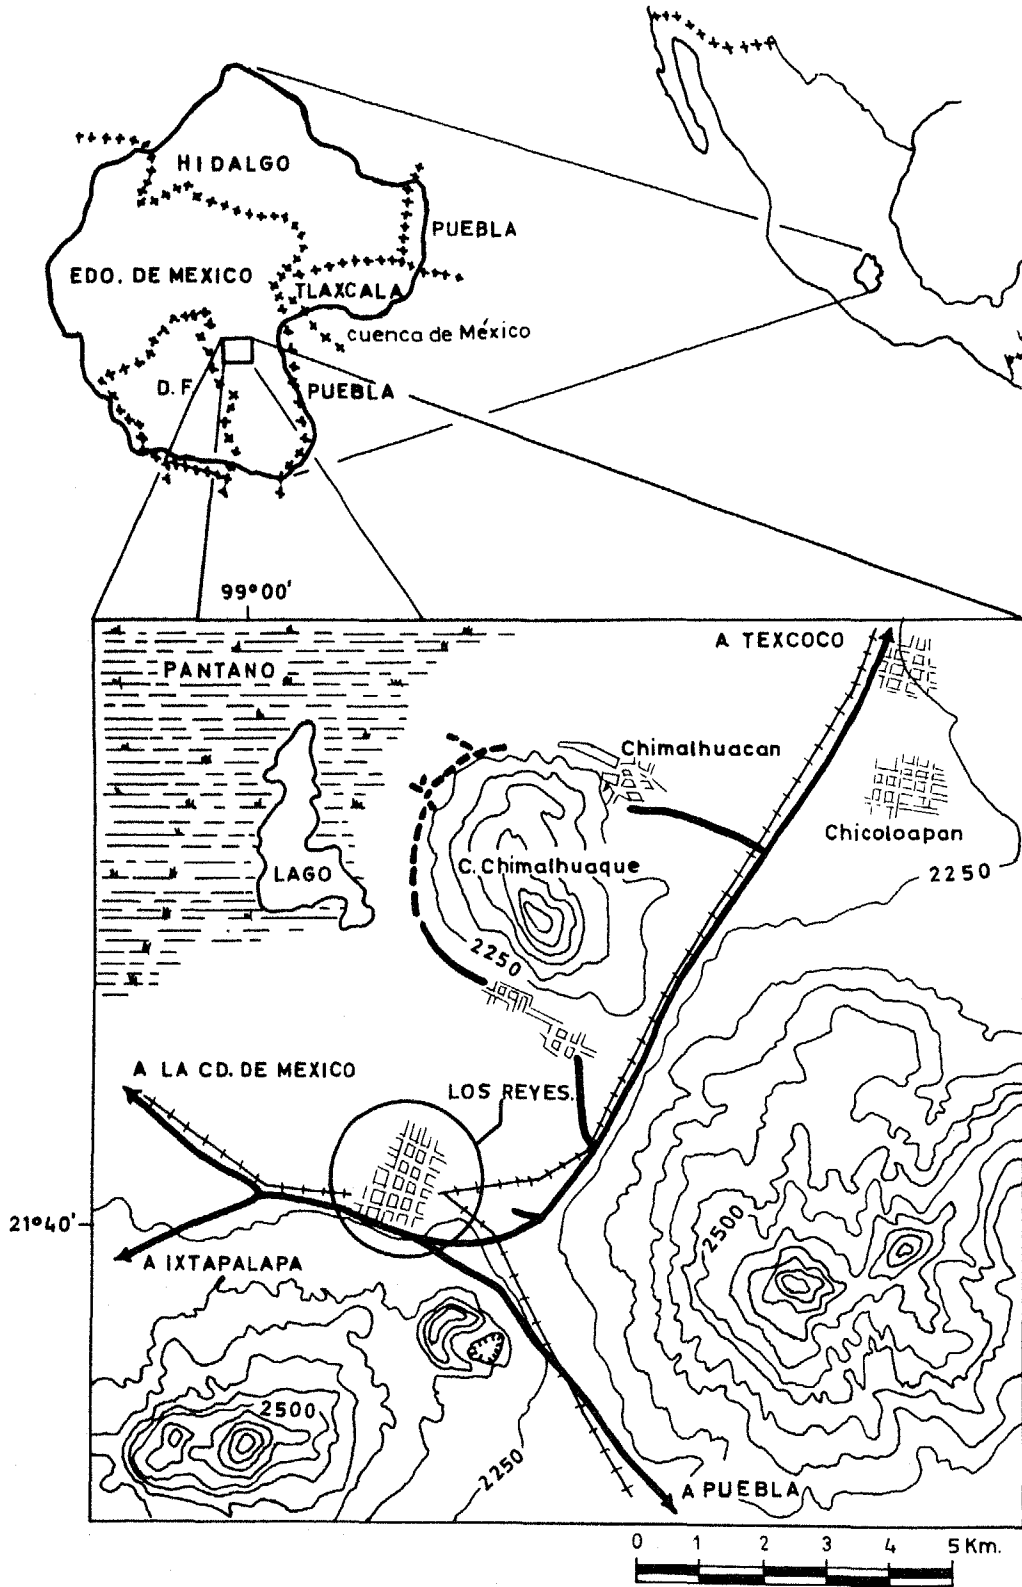 HIDALGO
PUEBLA
EDO. DE MEXICO
TLAXCALA
cuenca de México
D. F.
PUEBLA
99°00'
A TEXCOCO
PANTANO
Chimalhuacan
Chicoloapan
LAGO
C. Chimalhuaque
2250
2250
A LA CD. DE MEXICO
LOS REYES.
21°40'
2500
A IXTAPALAPA
2500
2250
A PUEBLA
0 1 2 3 4 5 Km.